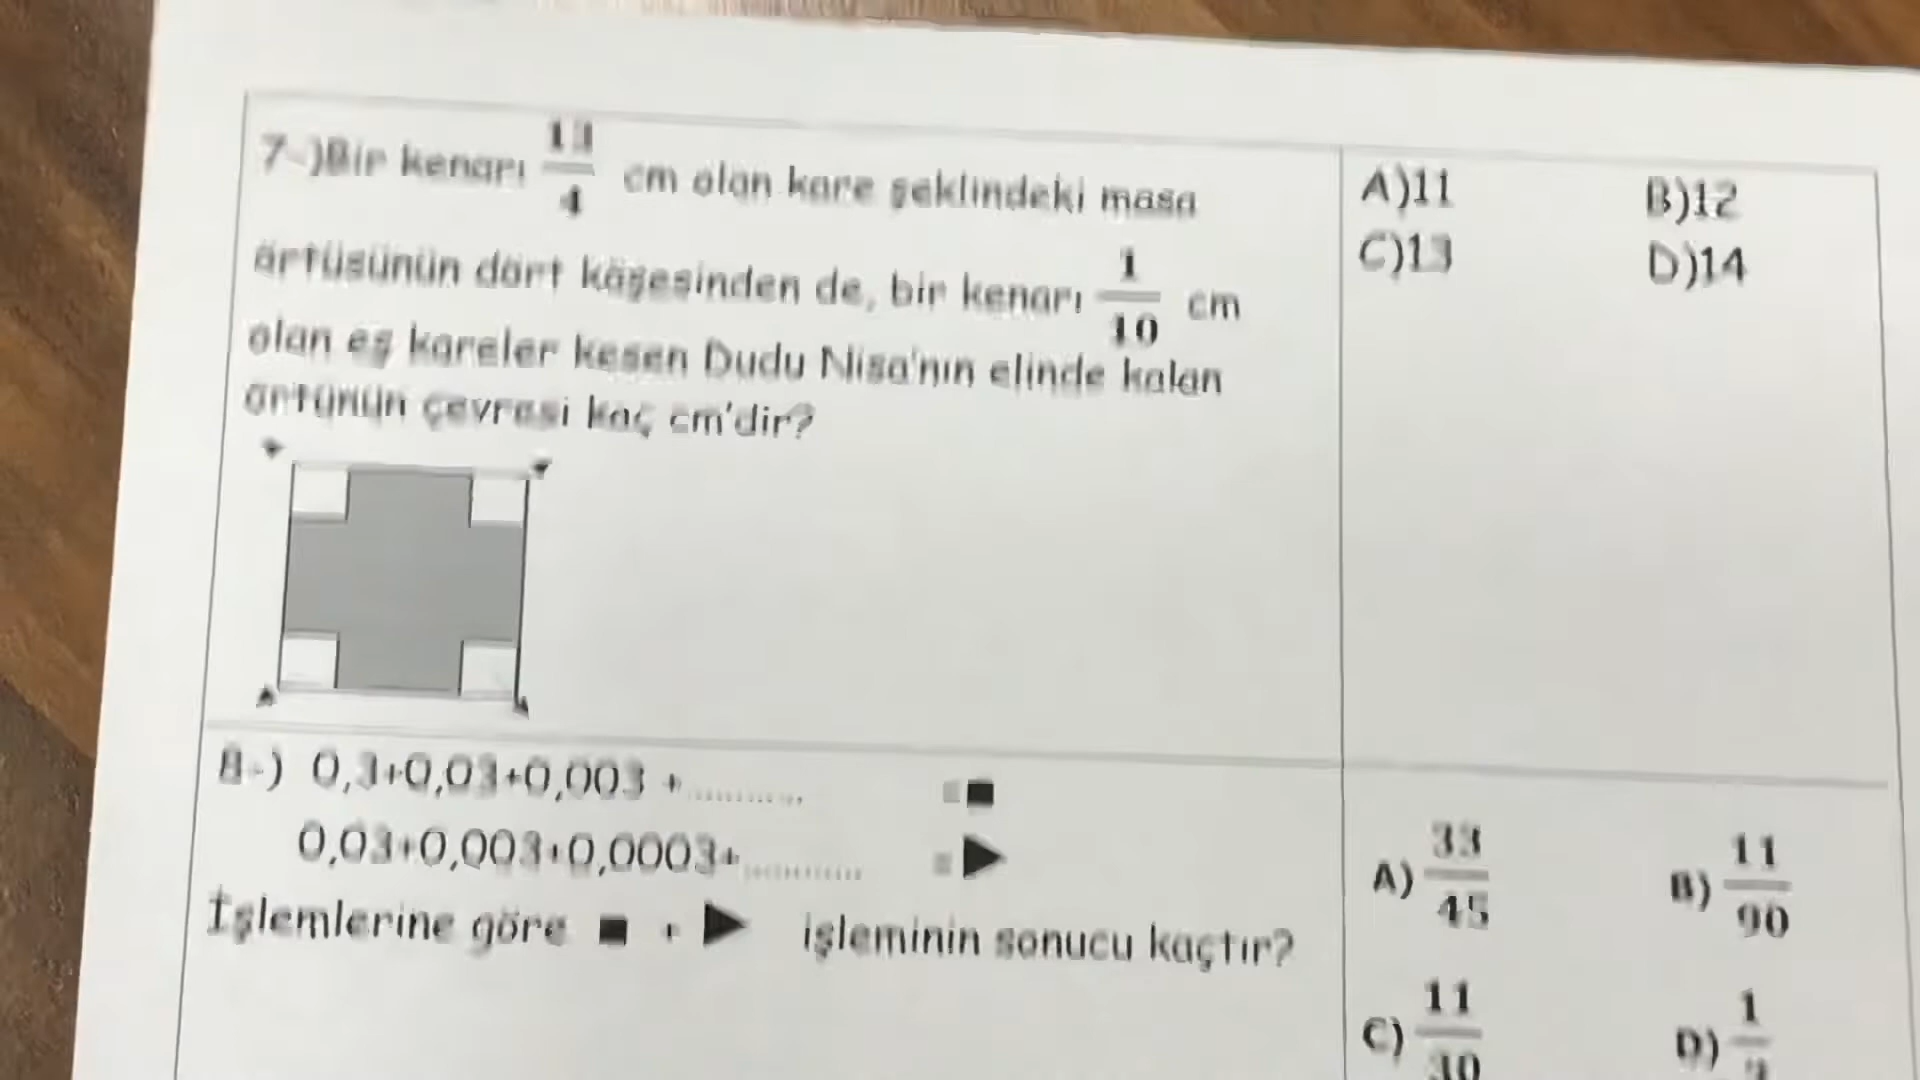 7-)Bir kenarı 13/4 cm olan kare şeklindeki masa
örtüsünün dört köşesinden de, bir kenarı 1/10 cm
olan eş kareler kesen Dudu Nisa'nın elinde kalan
örtünün çevresi kaç cm'dir?
A)11 B)12
C)13 D)14
8-) 0,3+0,03+0,003 +........... = ■
0,03+0,003+0,0003+............ = ▶
İşlemlerine göre ■ + ▶ işleminin sonucu kaçtır?
A) 33/45 B) 11/90
C) 11/30 D) 1/